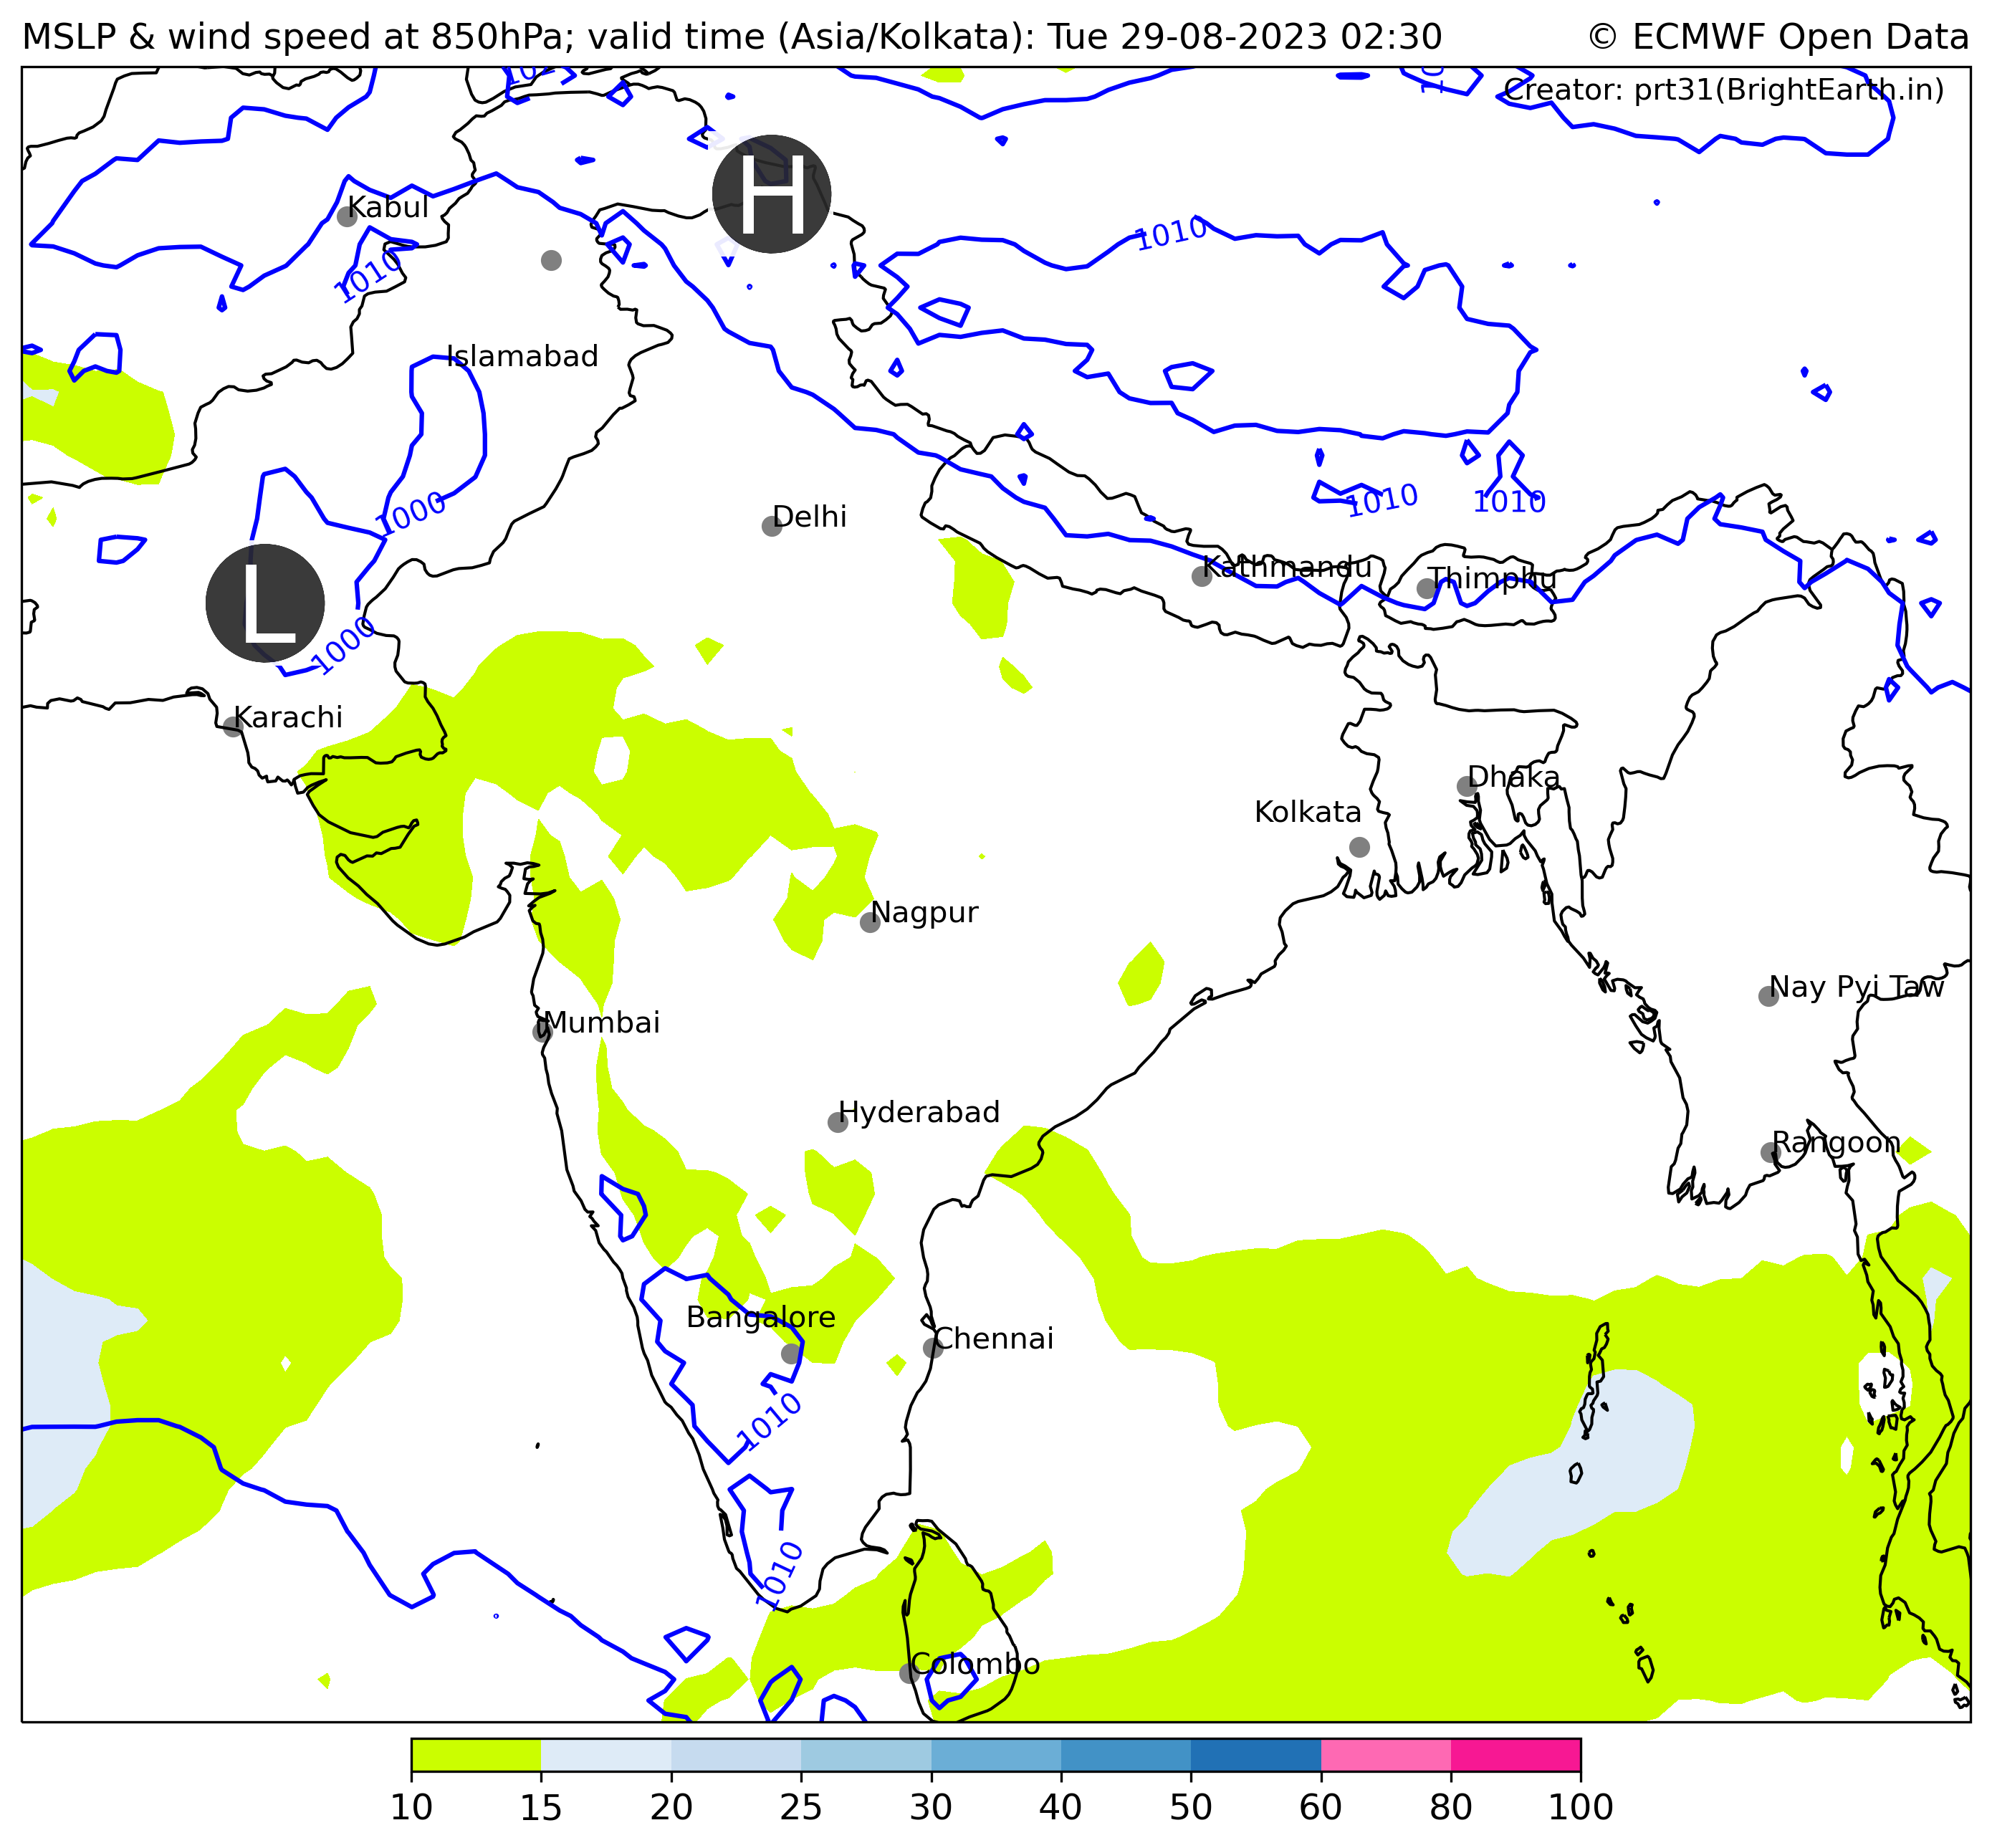 MSLP & wind speed at 850hPa; valid time (Asia/Kolkata): Tue 29-08-2023 02:30
© ECMWF Open Data
Creator: prt31(BrightEarth.in)
H
Kabul
1010
1010
Islamabad
1000
1010
1010
Delhi
Kathmandu
Thimphu
L
1000
Karachi
Dhaka
Kolkata
Nagpur
Nay Pyi Taw
Mumbai
Hyderabad
Rangoon
Bangalore
Chennai
1010
1010
Colombo
10 15 20 25 30 40 50 60 80 100